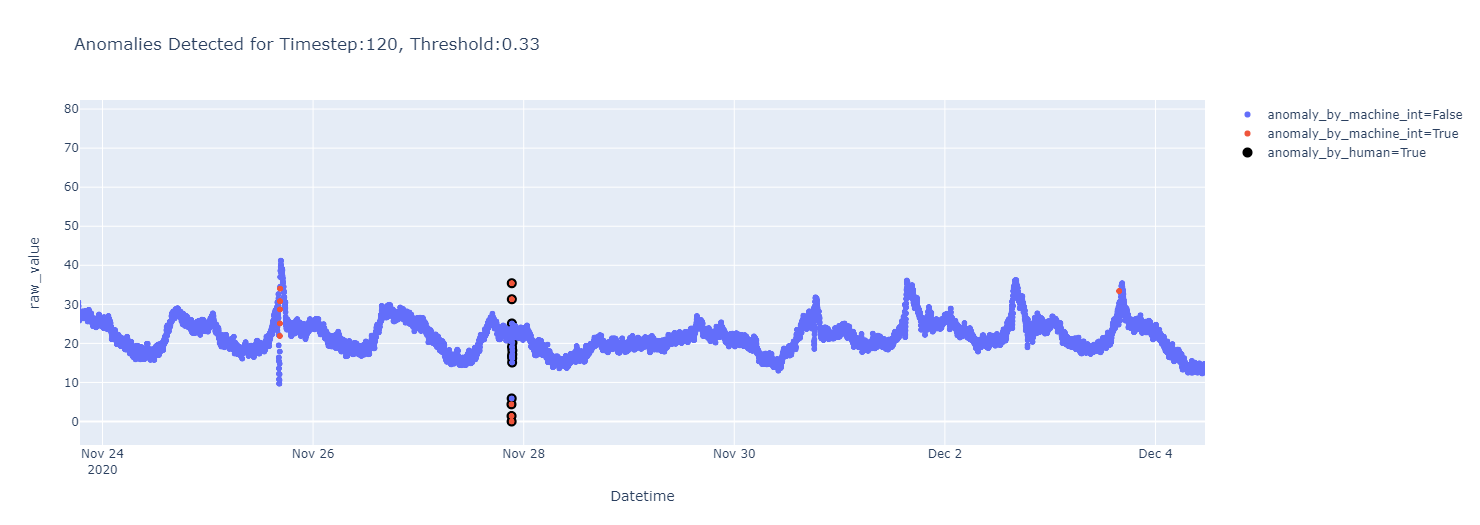 Anomalies Detected for Timestep:120, Threshold:0.33
anomaly_by_machine_int=False
anomaly_by_machine_int=True
anomaly_by_human=True
raw_value
80
70
60
50
40
30
20
10
0
Nov 24
2020
Nov 26
Nov 28
Nov 30
Dec 2
Dec 4
Datetime